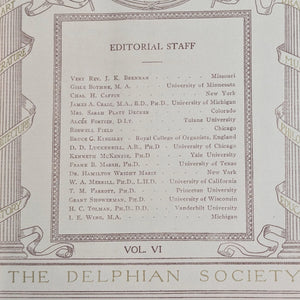 EDITORIAL STAFF
VERY REV. J. K. BRENNAN Missouri
GISLE BOTHNE, M. A. University of Minnesota
CHAS. H. CAFFIN New York
JAMES A. CRAIG, M.A., B.D., PH.D. University of Michigan
MRS. SARAH PLATT DECKER Colorado
ALCÉE FORTIER, D.LT. Tulane University
ROSWELL FIELD Chicago
BRUCE G. KINGSLEY Royal College of Organists, England
D. D. LUCKENBILL, A.B., PH.D University of Chicago
KENNETH MCKENZIE, PH.D Yale University
FRANK B. MARSH, PH.D. University of Texas
DR. HAMILTON WRIGHT MABIE New York
W. A. MERRILL, PH.D., L.H.D. University of California
T. M. PARROTT, PH.D. Princeton University
GRANT SHOWERMAN, PH.D. University of Wisconsin
H. C. TOLMAN, PH.D., D.D. Vanderbilt University
I. E. WING, M.A. Michigan
VOL. VI
THE DELPHIAN SOCIETY